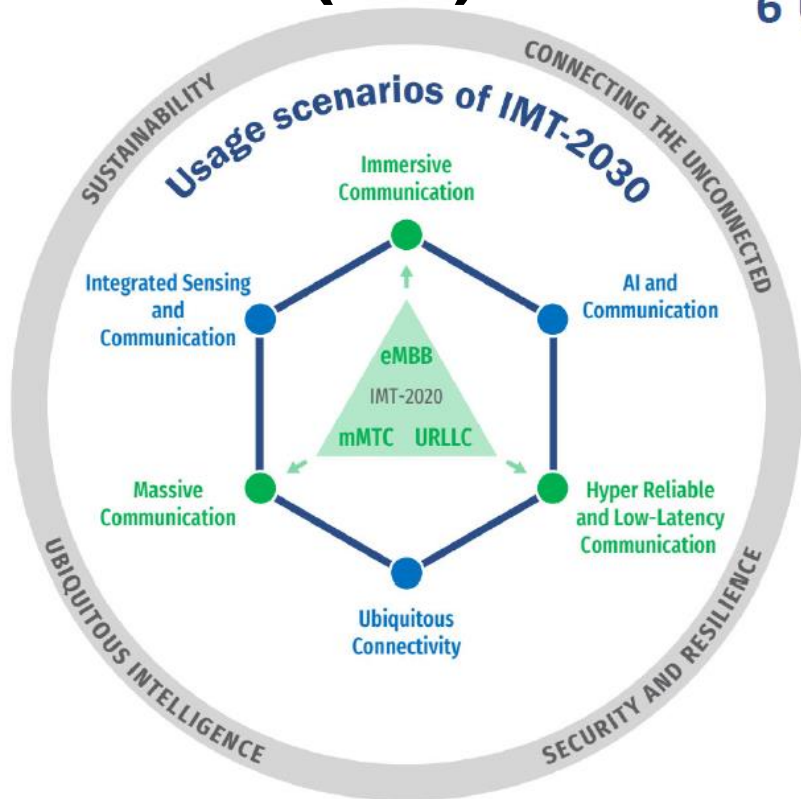 6
Usage scenarios of IMT-2030
SUSTAINABILITY
CONNECTING THE UNCONNECTED
Immersive
Communication
Integrated Sensing
and
Communication
AI and
Communication
eMBB
IMT-2020
mMTC URLLC
Massive
Communication
Hyper Reliable
and Low-Latency
Communication
Ubiquitous
Connectivity
UBIQUITOUS INTELLIGENCE
SECURITY AND RESILIENCE